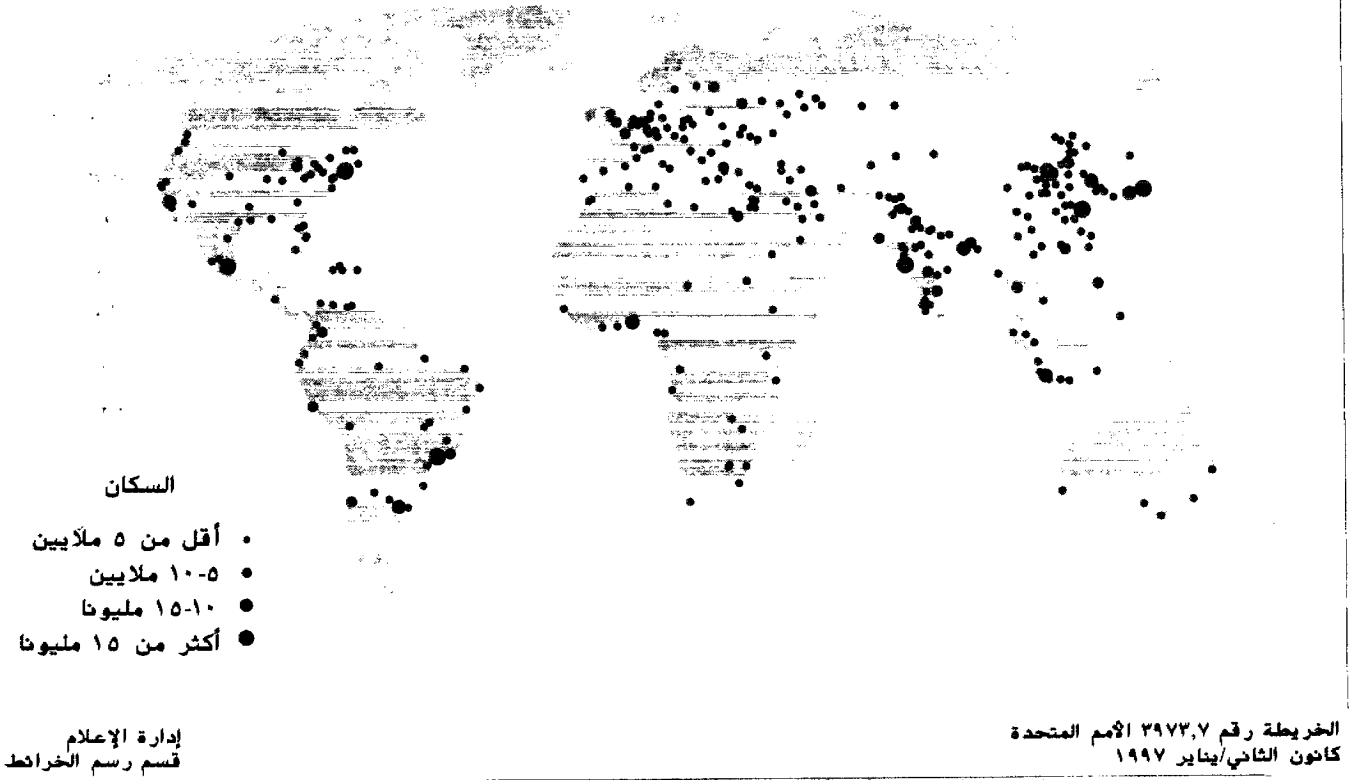 السكان
أقل من ٥ ملايين
٥-١٠ ملايين
١٠-١٥ مليونا
أكثر من ١٥ مليونا
الخريطة رقم ٣٩٧٣,٧ الأمم المتحدة
كانون الثاني/يناير ١٩٩٧
إدارة الإعلام
قسم رسم الخرائط